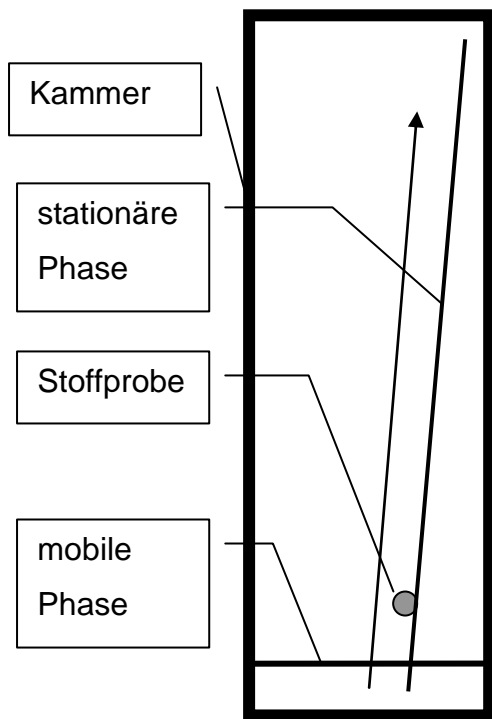 Kammer
stationäre
Phase
Stoffprobe
mobile
Phase